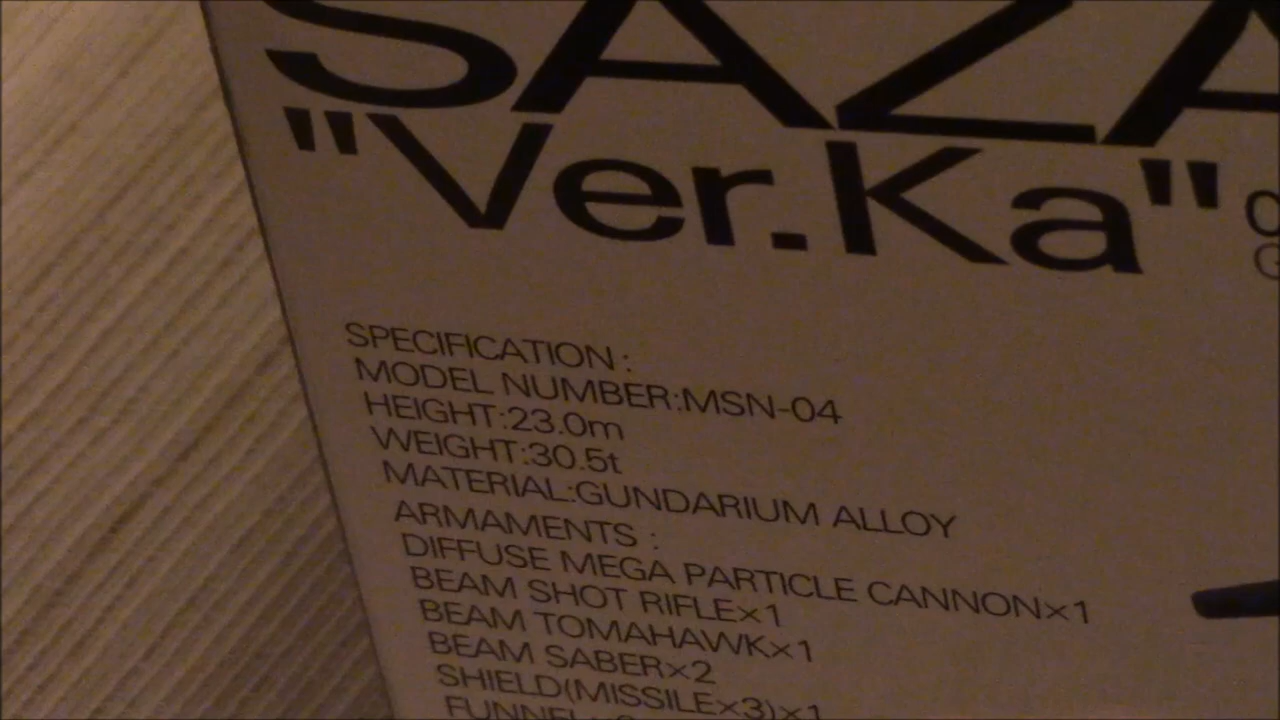 SAZA
"Ver.Ka"
SPECIFICATION :
MODEL NUMBER:MSN-04
HEIGHT:23.0m
WEIGHT:30.5t
MATERIAL:GUNDARIUM ALLOY
ARMAMENTS :
DIFFUSE MEGA PARTICLE CANNON×1
BEAM SHOT RIFLE×1
BEAM TOMAHAWK×1
BEAM SABER×2
SHIELD(MISSILE×3)×1